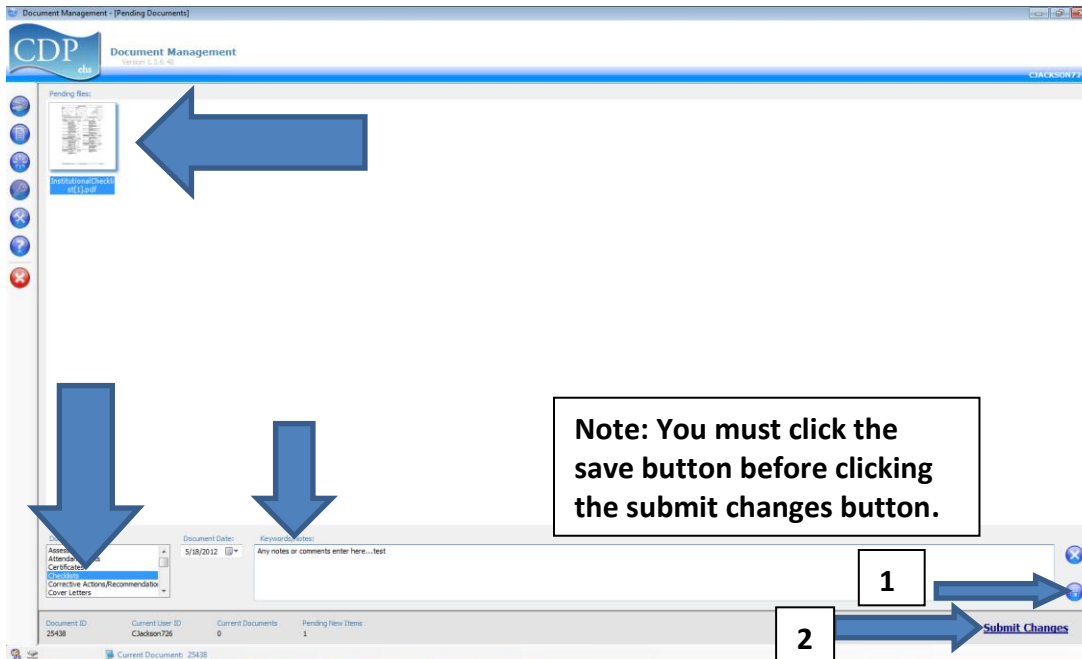 Document Management - [Pending Documents]
CDP
ehs
Document Management
Version 1.3.6.40
CJACKSON72
Pending files:
InstitutionalCheckli
st[1].pdf
Note: You must click the
save button before clicking
the submit changes button.
Document Date:
Keywords/Notes:
Certificates
Checklists
Corrective Actions/Recommendation
Cover Letters
5/18/2012
Any notes or comments enter here...test
1
2
Document ID
Current User ID
Current Documents
Pending New Items
25438
CJackson726
0
1
Submit Changes
Current Document: 25438